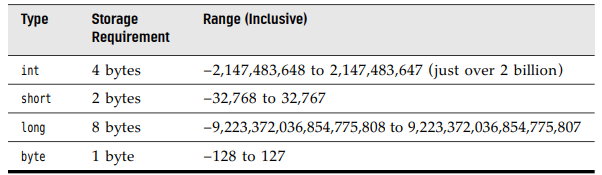 Type Storage Requirement Range (Inclusive)
int 4 bytes –2,147,483,648 to 2,147,483,647 (just over 2 billion)
short 2 bytes –32,768 to 32,767
long 8 bytes –9,223,372,036,854,775,808 to 9,223,372,036,854,775,807
byte 1 byte –128 to 127